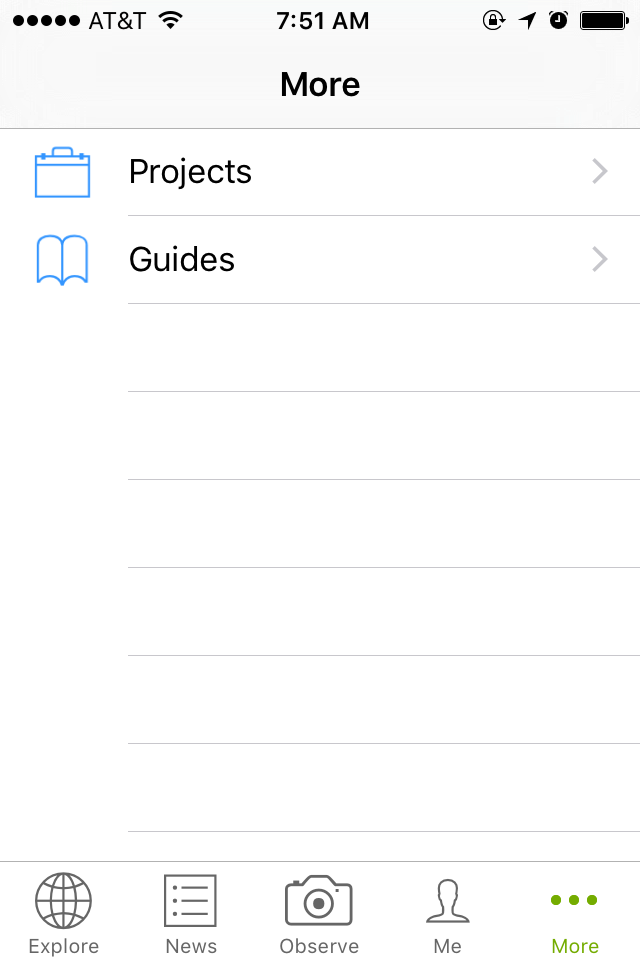 AT&T 7:51 AM
More
Projects
Guides
Explore News Observe Me More